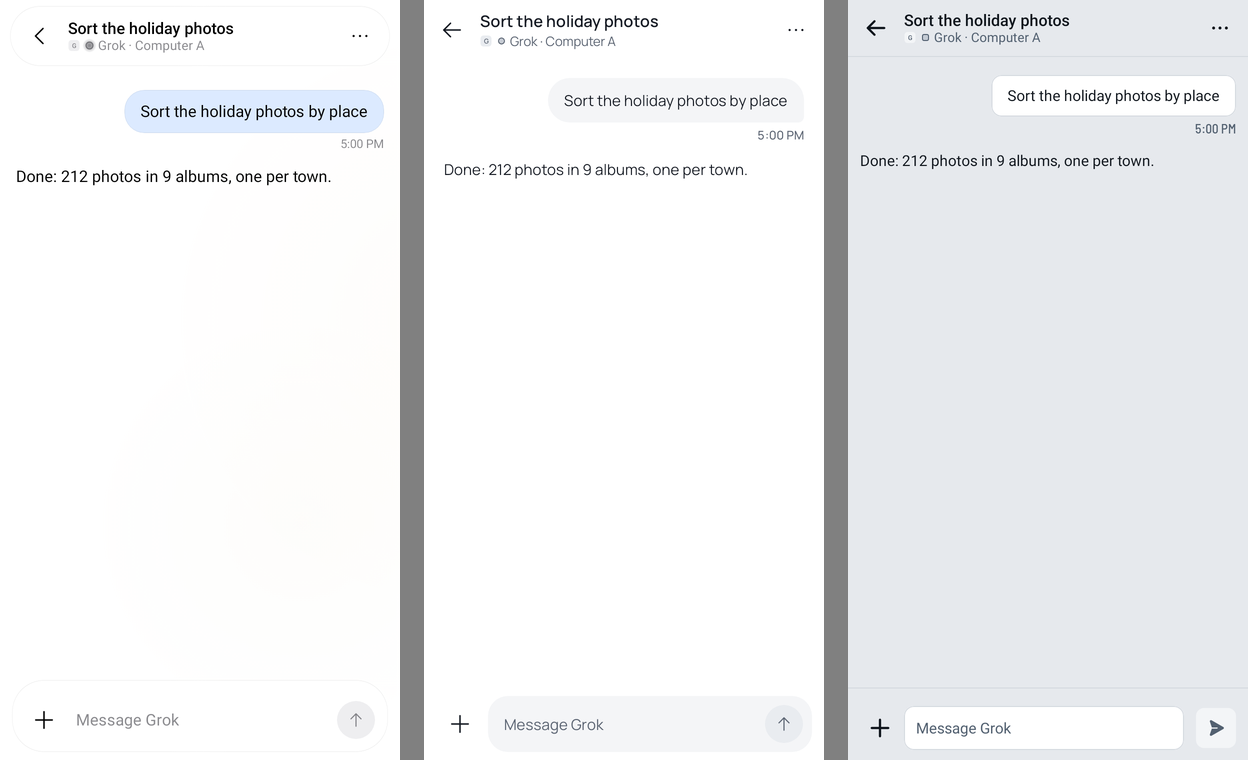 Sort the holiday photos
G Grok · Computer A
Sort the holiday photos by place
5:00 PM
Done: 212 photos in 9 albums, one per town.
Message Grok
Sort the holiday photos
G Grok · Computer A
Sort the holiday photos by place
5:00 PM
Done: 212 photos in 9 albums, one per town.
Message Grok
Sort the holiday photos
G Grok · Computer A
Sort the holiday photos by place
5:00 PM
Done: 212 photos in 9 albums, one per town.
Message Grok